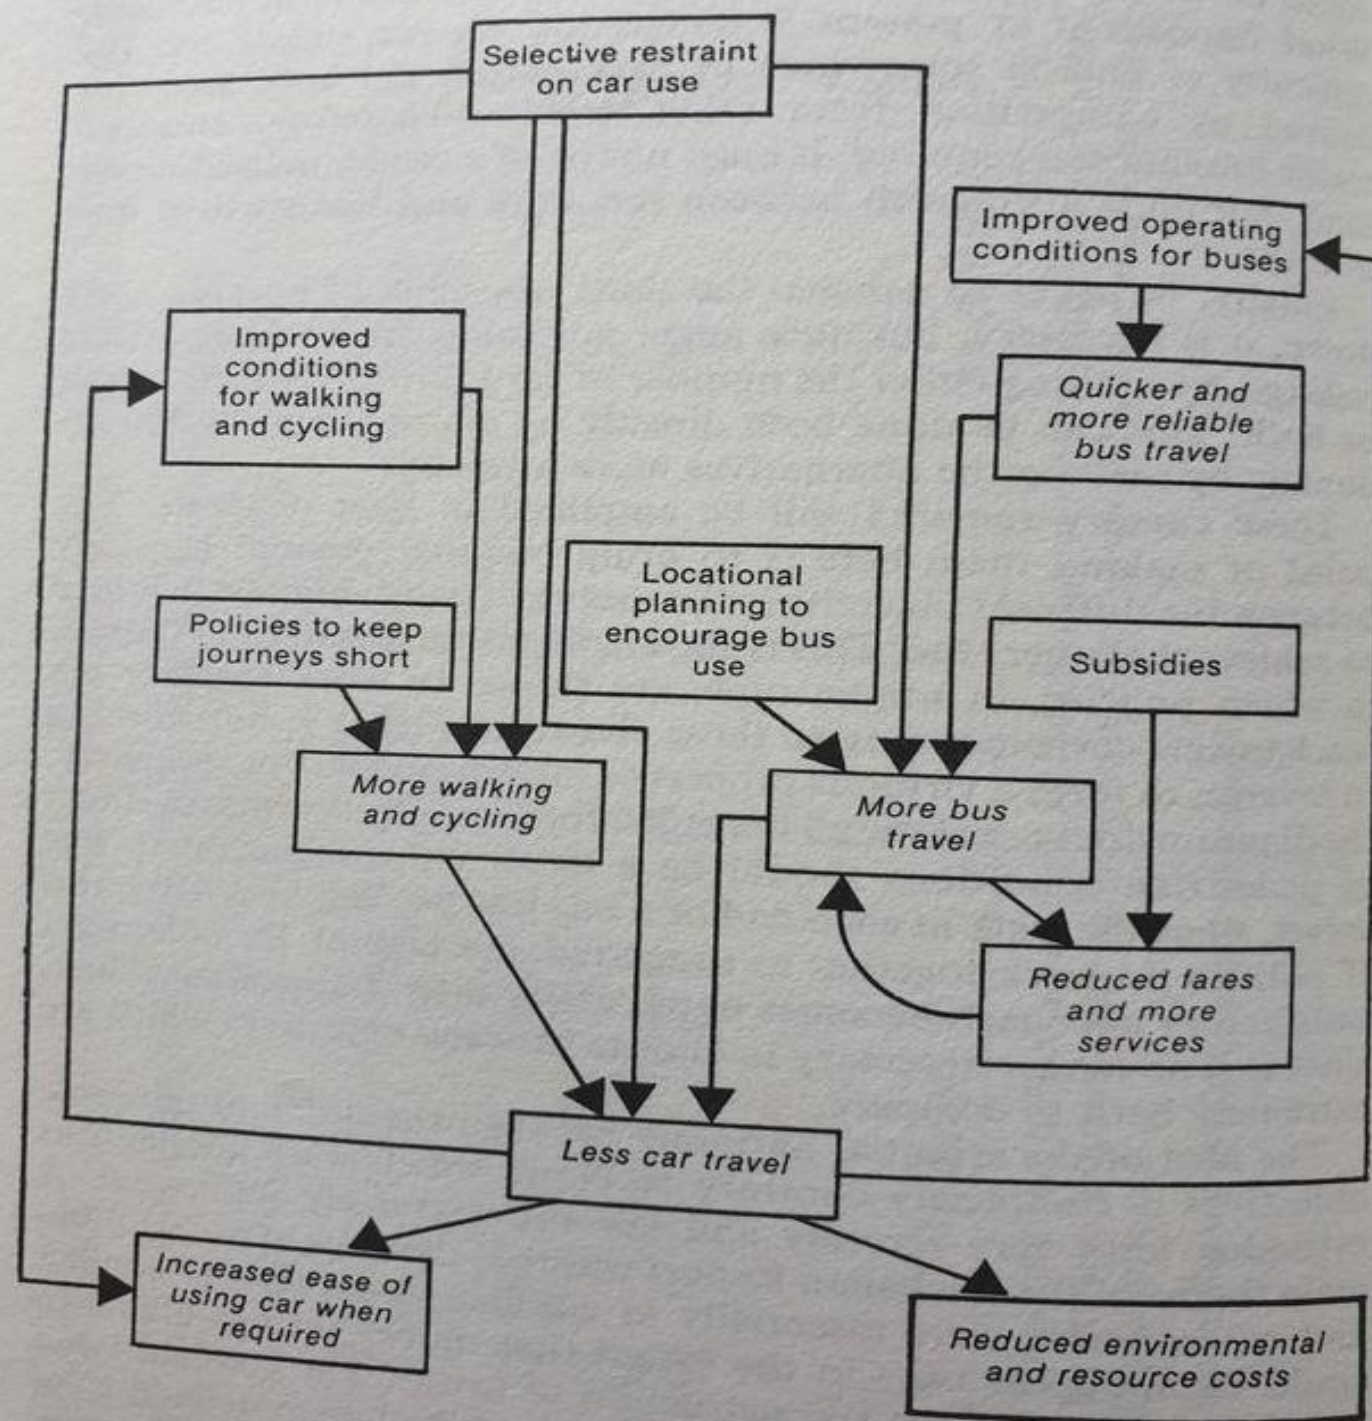 Selective restraint
on car use
Improved operating
conditions for buses
Improved
conditions
for walking
and cycling
Quicker and
more reliable
bus travel
Locational
planning to
encourage bus
use
Policies to keep
journeys short
Subsidies
More walking
and cycling
More bus
travel
Reduced fares
and more
services
Less car travel
Increased ease of
using car when
required
Reduced environmental
and resource costs